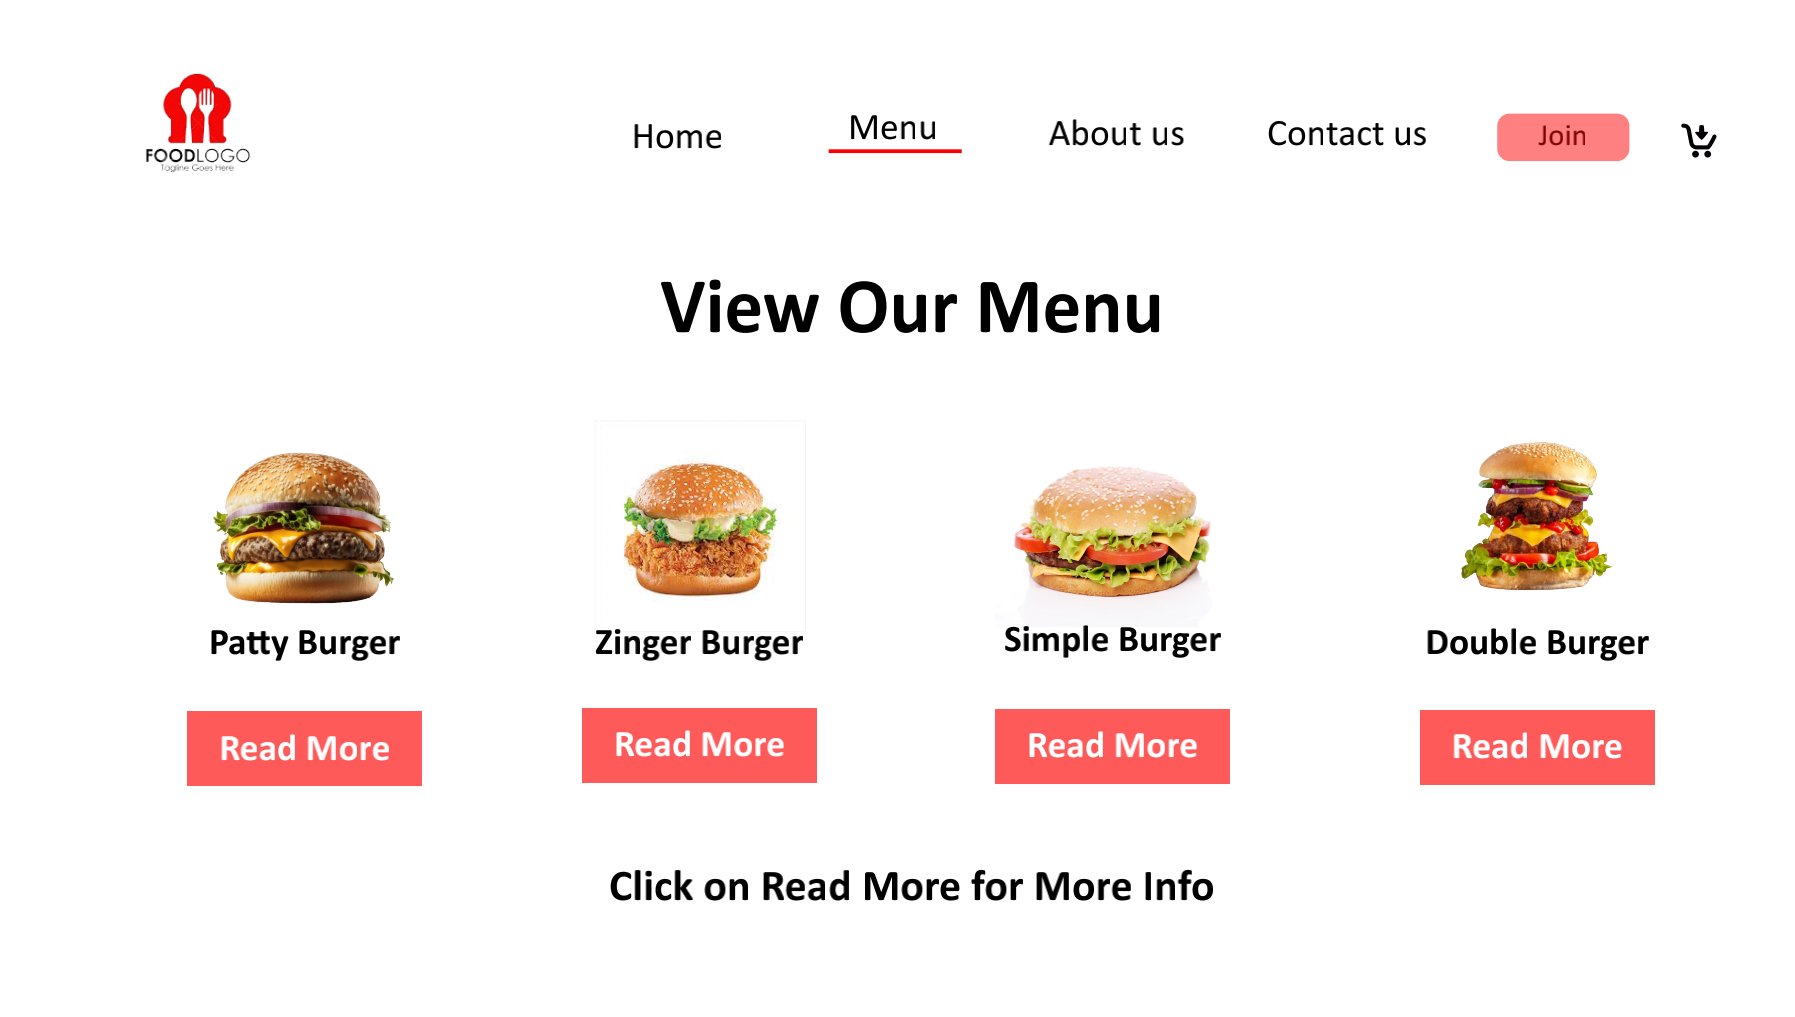 FOODLOGO
Tagline Goes Here
Home Menu About us Contact us Join
View Our Menu
Patty Burger Zinger Burger Simple Burger Double Burger
Read More Read More Read More Read More
Click on Read More for More Info